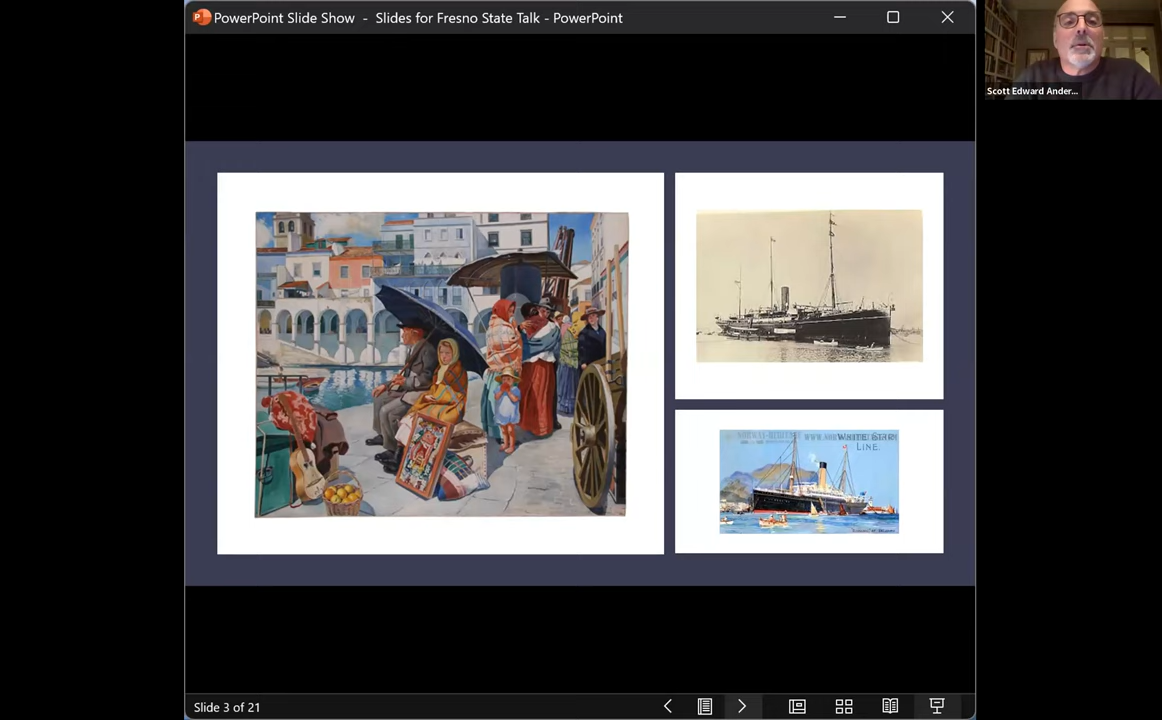 PowerPoint Slide Show - Slides for Fresno State Talk - PowerPoint
Scott Edward Ander...
WHITE STAR
LINE.
Slide 3 of 21